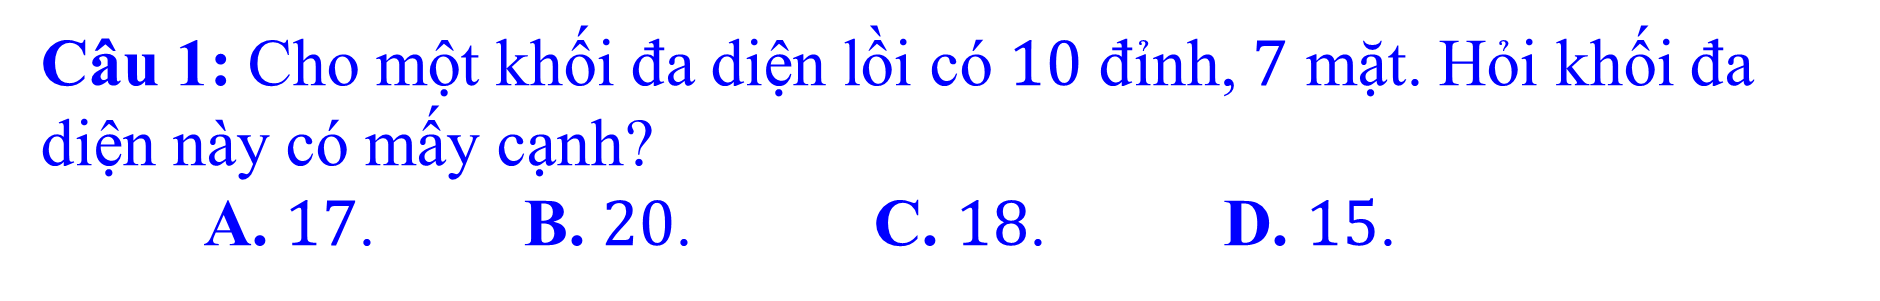 Câu 1: Cho một khối đa diện lồi có 10 đỉnh, 7 mặt. Hỏi khối đa
diện này có mấy cạnh?
A. 17. B. 20. C. 18. D. 15.